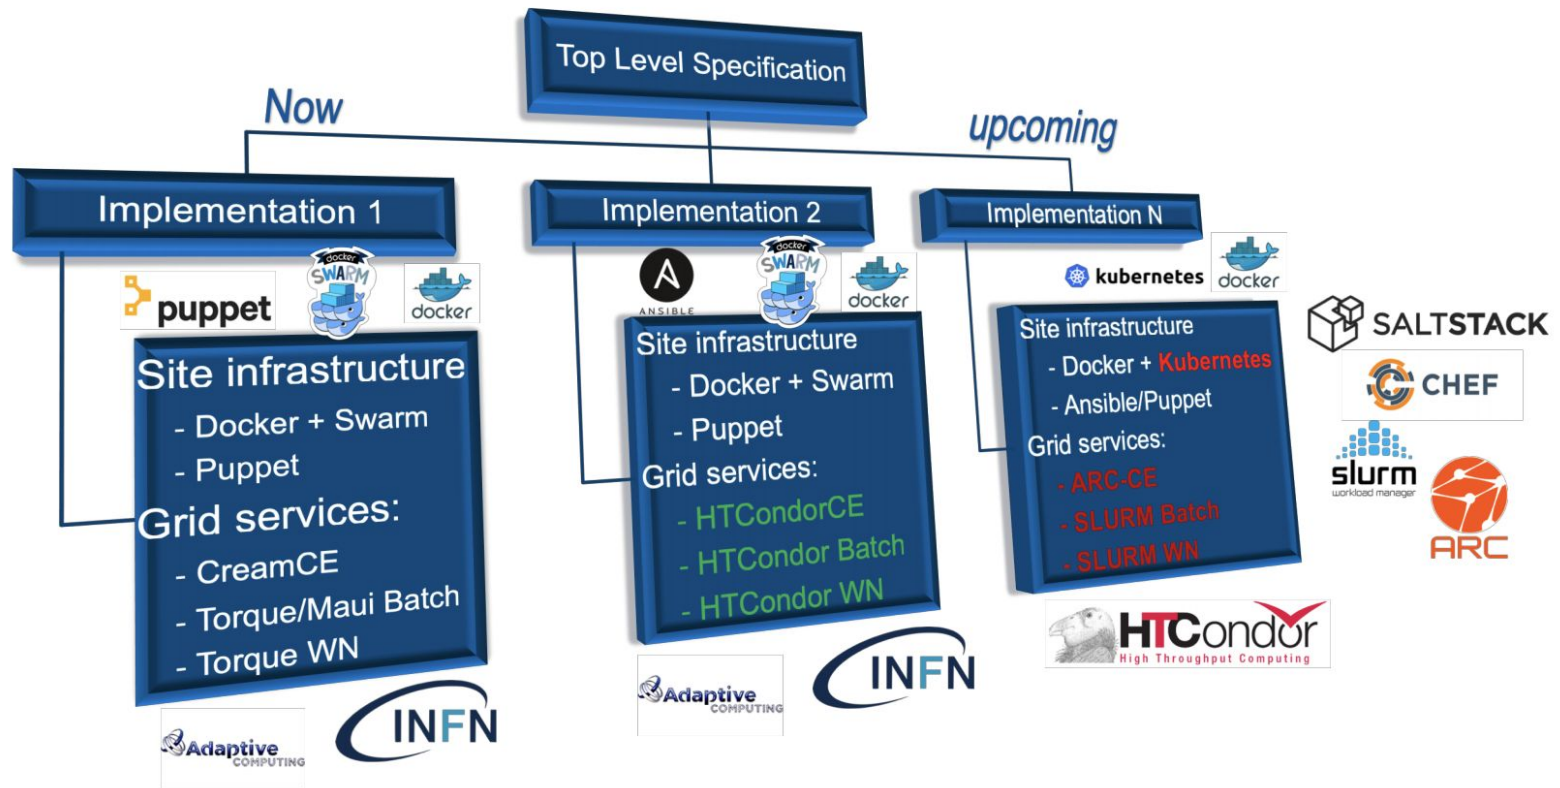 Top Level Specification
Now
upcoming
Implementation 1
Implementation 2
Implementation N
puppet
docker
SWARM
docker
Site infrastructure
- Docker + Swarm
- Puppet
Grid services:
- CreamCE
- Torque/Maui Batch
- Torque WN
Adaptive
COMPUTING
INFN
ANSIBLE
docker
SWARM
docker
Site infrastructure
- Docker + Swarm
- Puppet
Grid services:
- HTCondorCE
- HTCondor Batch
- HTCondor WN
Adaptive
COMPUTING
INFN
kubernetes
docker
Site infrastructure
- Docker + Kubernetes
- Ansible/Puppet
Grid services:
- ARC-CE
- SLURM Batch
- SLURM WN
HTCondor
High Throughput Computing
SALTSTACK
CHEF
slurm
workload manager
ARC